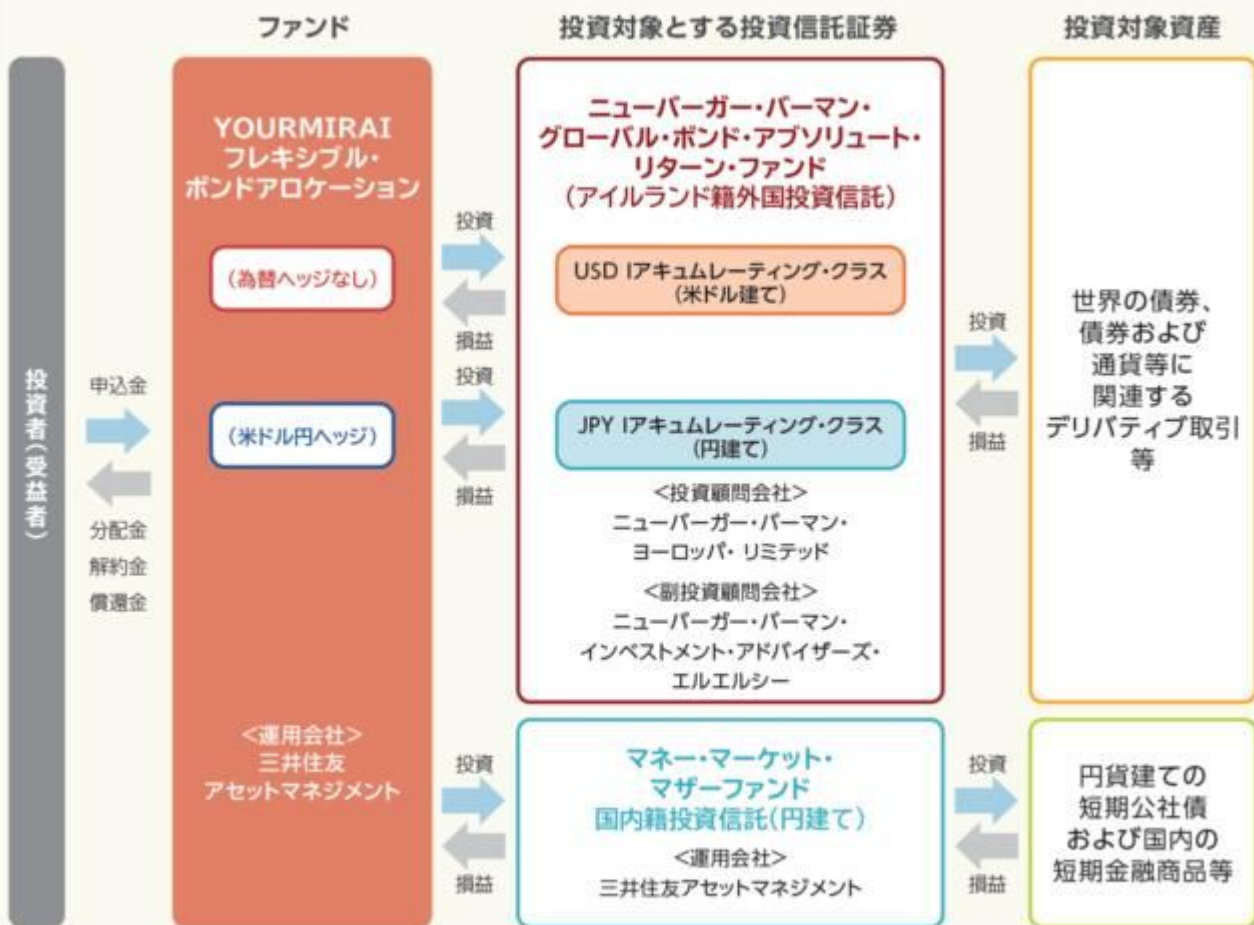 ファンド
投資対象とする投資信託証券
投資対象資産
投資者(受益者)
申込金
分配金
解約金
償還金
YOURMIRAI
フレキシブル・
ボンドアロケーション
(為替ヘッジなし)
(米ドル円ヘッジ)
<運用会社>
三井住友
アセットマネジメント
投資
損益
投資
損益
投資
損益
ニューバーガー・バーマン・
グローバル・ボンド・アブソリュート・
リターン・ファンド
(アイルランド籍外国投資信託)
USD Iアキュムレーティング・クラス
(米ドル建て)
JPY Iアキュムレーティング・クラス
(円建て)
<投資顧問会社>
ニューバーガー・バーマン・
ヨーロッパ・リミテッド
<副投資顧問会社>
ニューバーガー・バーマン・
インベストメント・アドバイザーズ・
エルエルシー
マネー・マーケット・
マザーファンド
国内籍投資信託(円建て)
<運用会社>
三井住友アセットマネジメント
投資
損益
投資
損益
世界の債券、
債券および
通貨等に
関連する
デリバティブ取引
等
円貨建ての
短期公社債
および国内の
短期金融商品等